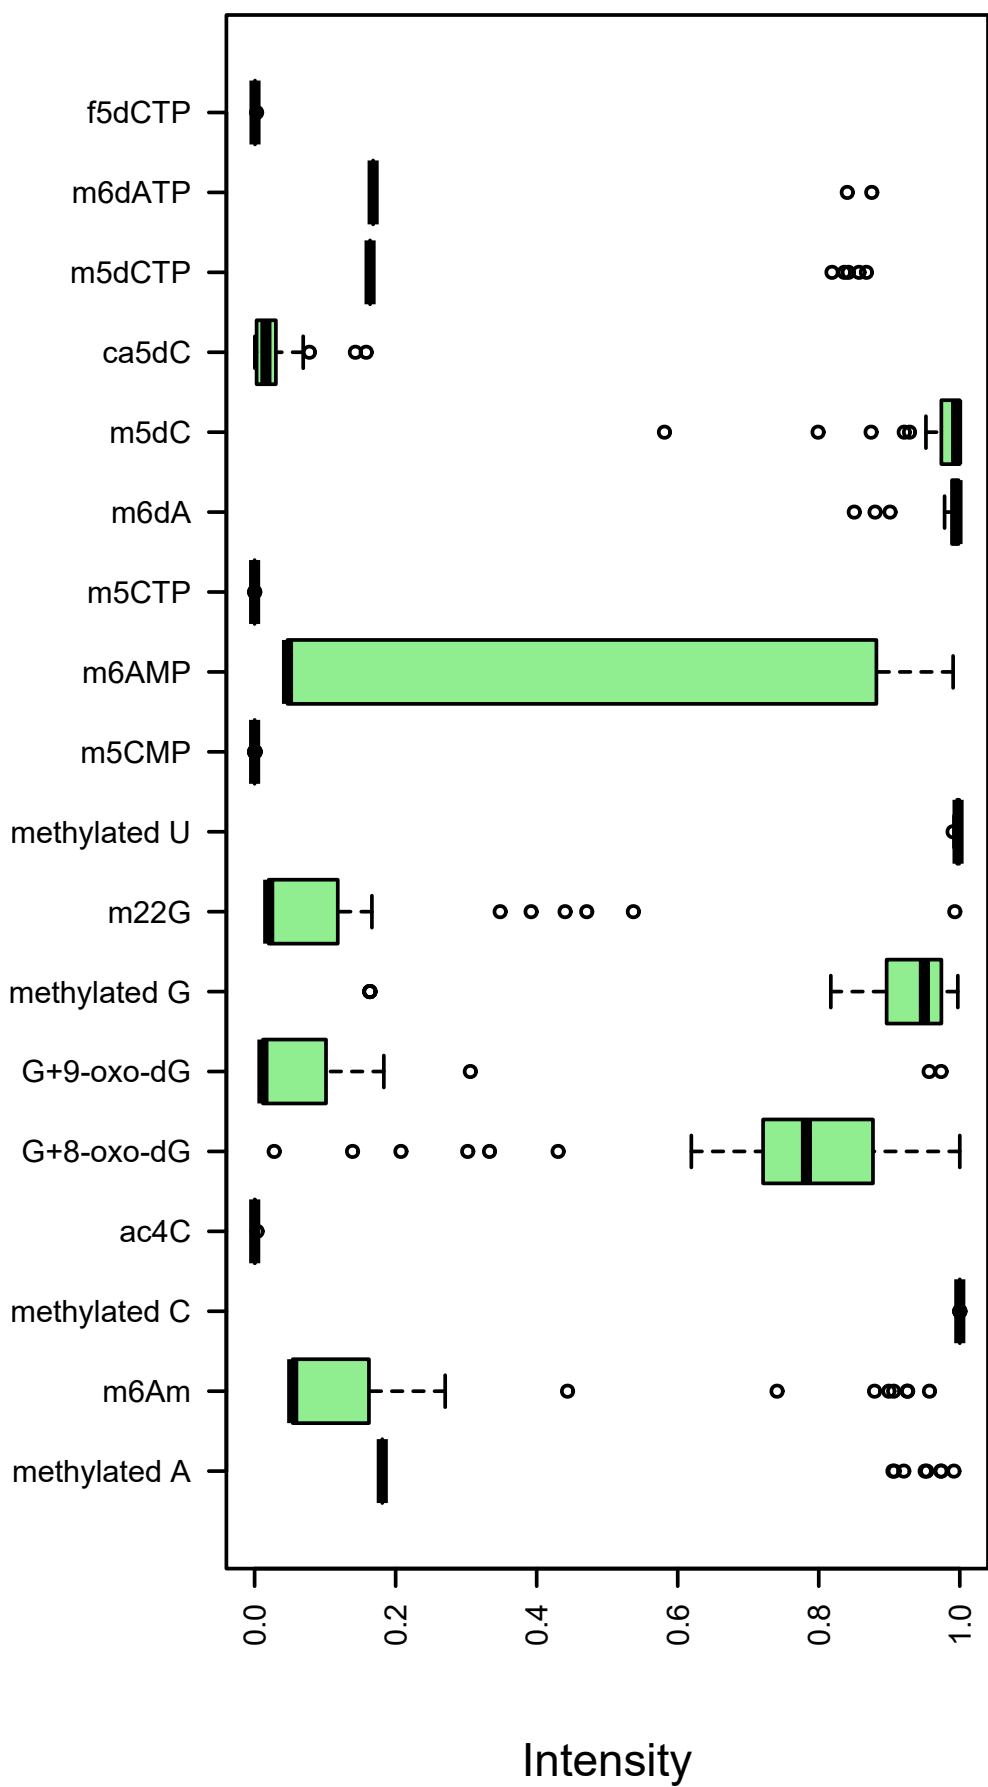 f5dCTP
m6dATP
m5dCTP
ca5dC
m5dC
m6dA
m5CTP
m6AMP
m5CMP
methylated U
m22G
methylated G
G+9-oxo-dG
G+8-oxo-dG
ac4C
methylated C
m6Am
methylated A
0.0 0.2 0.4 0.6 0.8 1.0
Intensity